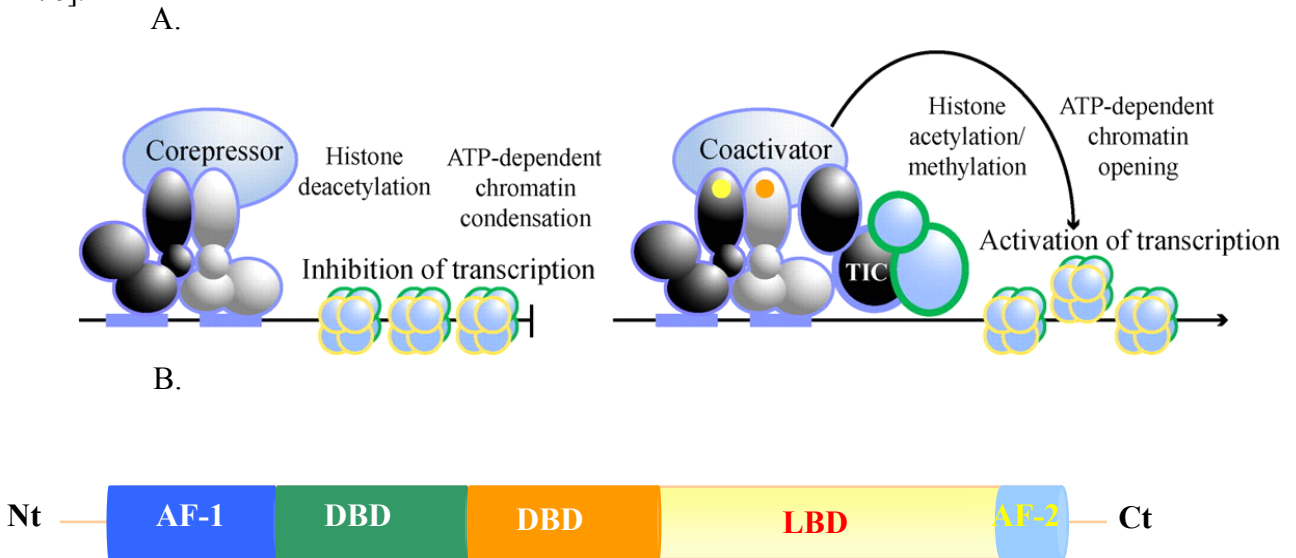 A.
Corepressor
Histone
deacetylation
ATP-dependent
chromatin
condensation
Inhibition of transcription
Coactivator
Histone
acetylation/
methylation
ATP-dependent
chromatin
opening
TIC
Activation of transcription
B.
Nt AF-1 DBD DBD LBD AF-2 Ct